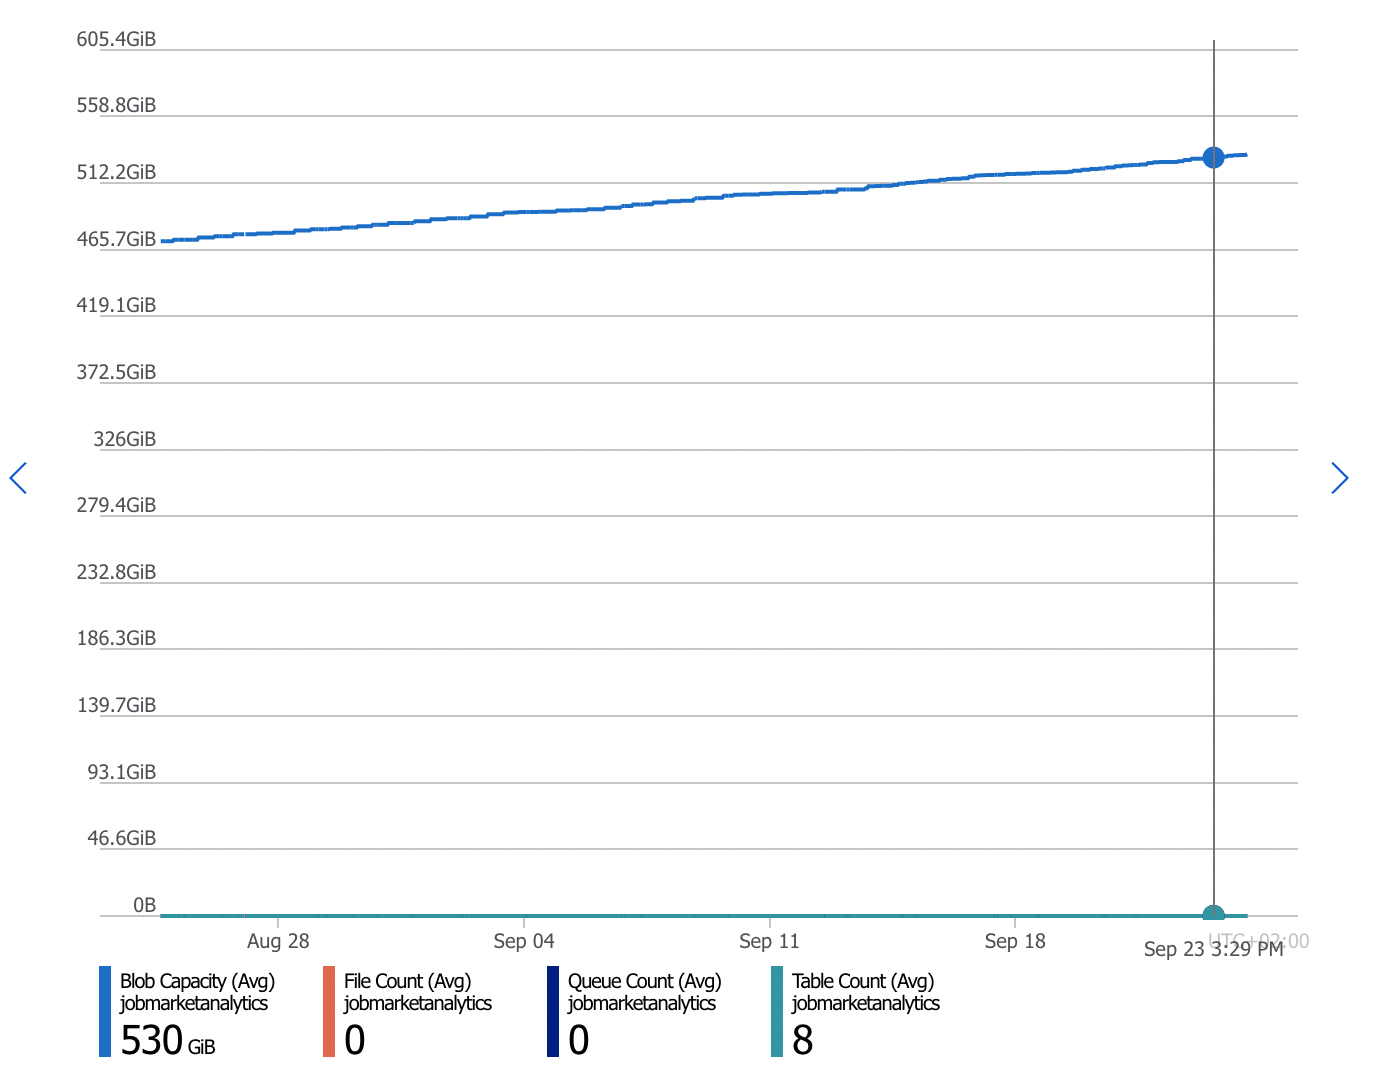 605.4GiB
558.8GiB
512.2GiB
465.7GiB
419.1GiB
372.5GiB
326GiB
279.4GiB
232.8GiB
186.3GiB
139.7GiB
93.1GiB
46.6GiB
0B
Aug 28 Sep 04 Sep 11 Sep 18
Sep 23 3:29 PM
Blob Capacity (Avg)
jobmarketanalytics
530 GiB
File Count (Avg)
jobmarketanalytics
0
Queue Count (Avg)
jobmarketanalytics
0
Table Count (Avg)
jobmarketanalytics
8